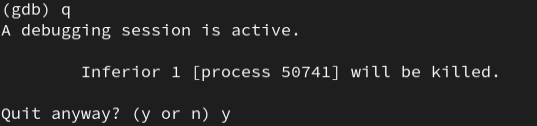 (gdb) q
A debugging session is active.
Inferior 1 [process 50741] will be killed.
Quit anyway? (y or n) y